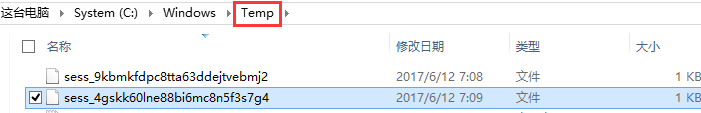 这台电脑 System (C:) Windows Temp
名称 修改日期 类型 大小
sess_9kbmkfdpc8tta63ddejtvebmj2 2017/6/12 7:08 文件 1 KB
sess_4gskk60lne88bi6mc8n5f3s7g4 2017/6/12 7:09 文件 1 KB